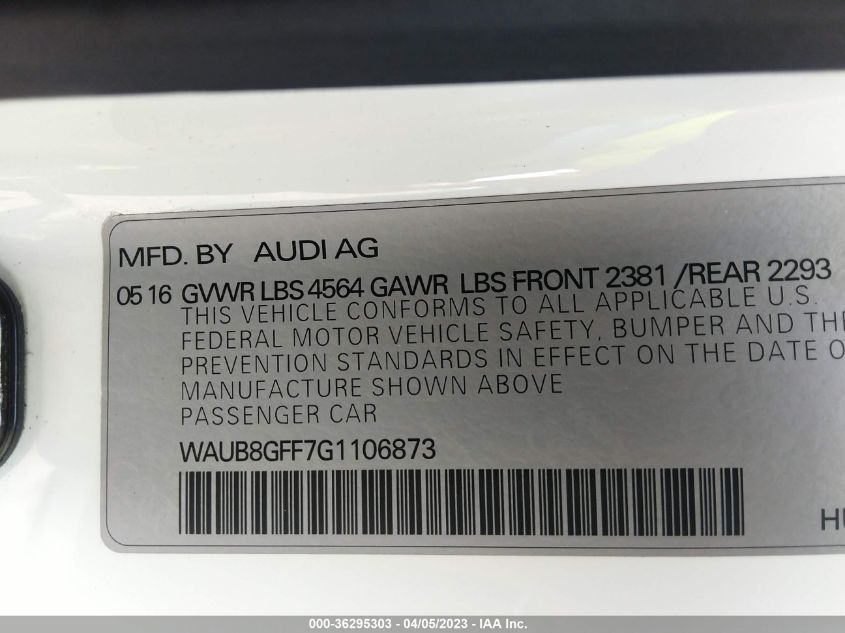 MFD. BY AUDI AG
05 16 GVWR LBS 4564 GAWR LBS FRONT 2381 /REAR 2293
THIS VEHICLE CONFORMS TO ALL APPLICABLE U.S.
FEDERAL MOTOR VEHICLE SAFETY, BUMPER AND THE
PREVENTION STANDARDS IN EFFECT ON THE DATE O
MANUFACTURE SHOWN ABOVE
PASSENGER CAR
WAUB8GFF7G1106873
HU
000-36295303 - 04/05/2023 - IAA Inc.